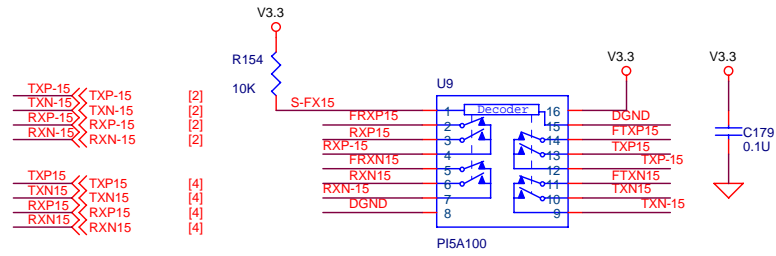 V3.3
R154
10K
S-FX15
TXP-15 TXP-15 [2]
TXN-15 TXN-15 [2]
RXP-15 RXP-15 [2]
RXN-15 RXN-15 [2]
TXP15 TXP15 [4]
TXN15 TXN15 [4]
RXP15 RXP15 [4]
RXN15 RXN15 [4]
U9
Decoder
1 16
FRXP15 2 15 DGND
RXP15 3 14 FTXP15
RXP-15 4 13 TXP15
FRXN15 5 12 TXP-15
RXN15 6 11 FTXN15
RXN-15 7 10 TXN15
DGND 8 9 TXN-15
PI5A100
V3.3
V3.3
C179
0.1U